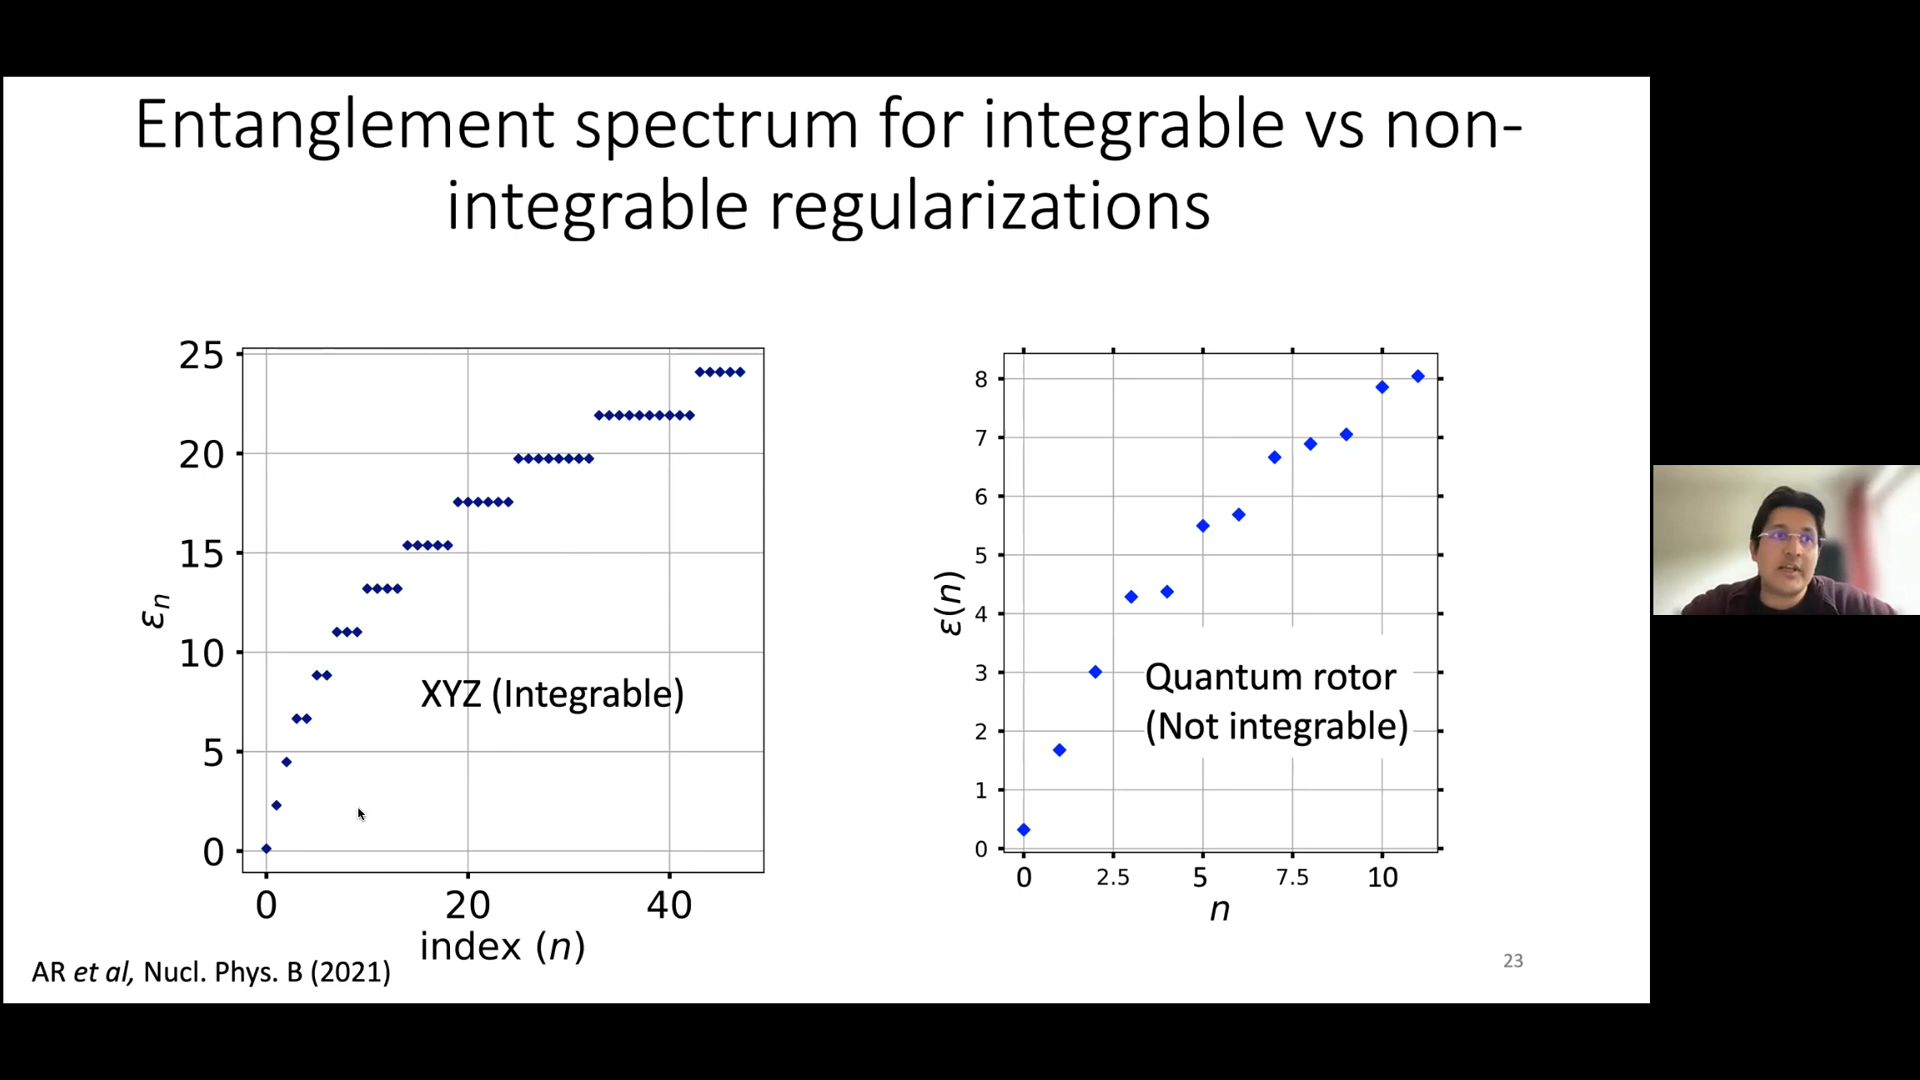 Entanglement spectrum for integrable vs non-
integrable regularizations
25
20
15
10
5
0
εn
XYZ (Integrable)
0 20 40
index (n)
8
7
6
5
4
3
2
1
0
ε(n)
Quantum rotor
(Not integrable)
0 2.5 5 7.5 10
n
AR et al, Nucl. Phys. B (2021)
23